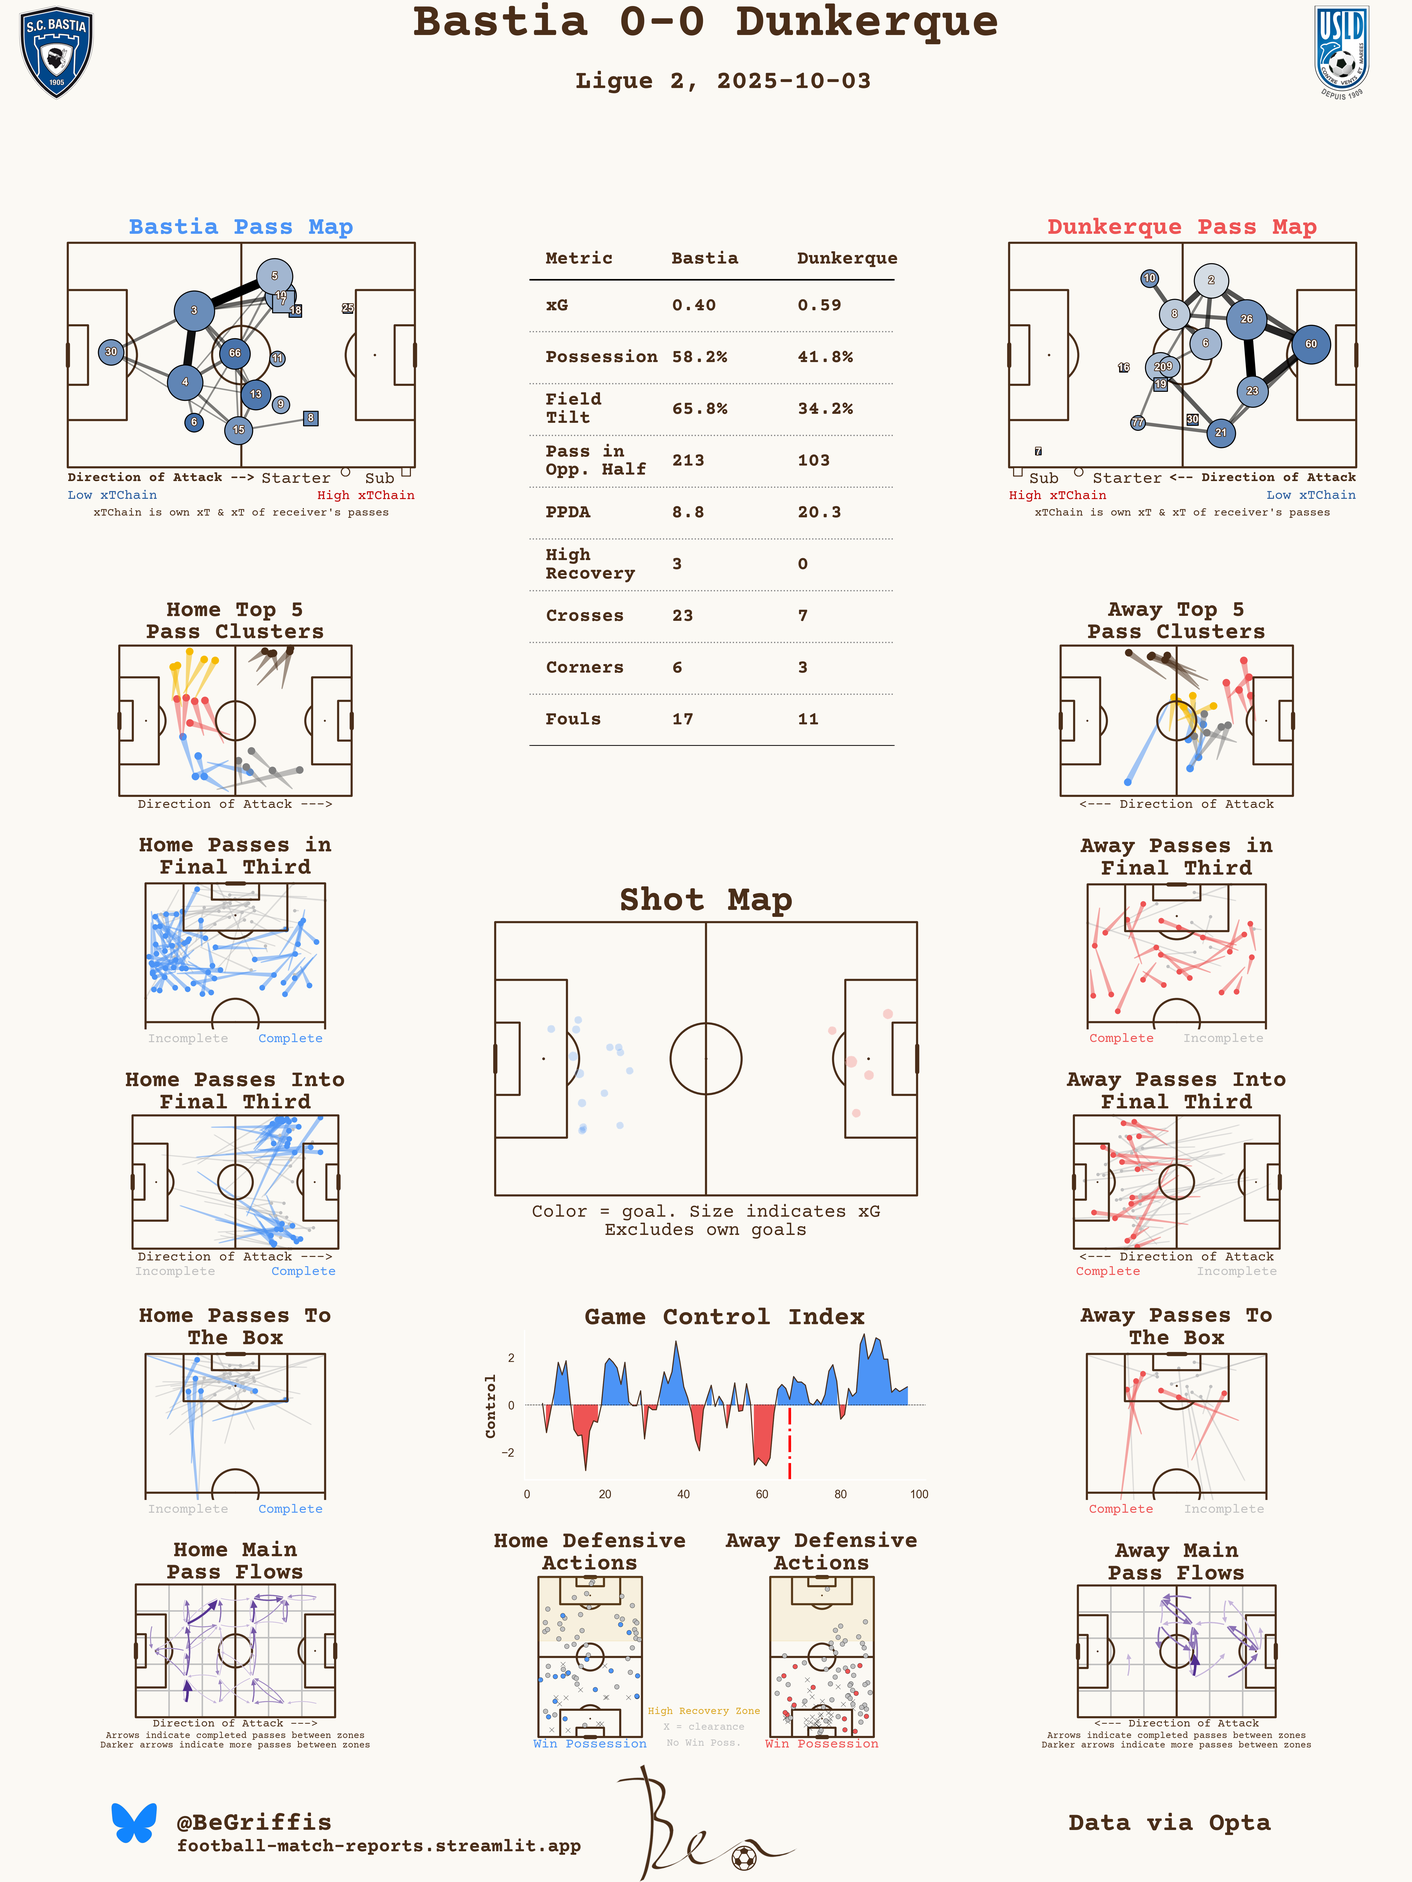 Bastia 0-0 Dunkerque
Ligue 2, 2025-10-03
S.C. BASTIA
1905
USLD
CONTRE VENTS ET MARÉES
DEPUIS 1909
Bastia Pass Map
5
3
18
25
30
66
11
4
13
9
6
15
8
Direction of Attack --> Starter Sub
Low xTChain High xTChain
xTChain is own xT & xT of receiver's passes
Metric Bastia Dunkerque
xG 0.40 0.59
Possession 58.2% 41.8%
Field
Tilt 65.8% 34.2%
Pass in
Opp. Half 213 103
PPDA 8.8 20.3
High
Recovery 3 0
Crosses 23 7
Corners 6 3
Fouls 17 11
Dunkerque Pass Map
10
2
8
26
6
60
16
20
9
19
23
77
30
21
7
Sub Starter <-- Direction of Attack
High xTChain Low xTChain
xTChain is own xT & xT of receiver's passes
Home Top 5
Pass Clusters
Direction of Attack --->
Away Top 5
Pass Clusters
<--- Direction of Attack
Home Passes in
Final Third
Incomplete Complete
Away Passes in
Final Third
Complete Incomplete
Shot Map
Color = goal. Size indicates xG
Excludes own goals
Home Passes Into
Final Third
Direction of Attack --->
Incomplete Complete
Away Passes Into
Final Third
<--- Direction of Attack
Complete Incomplete
Home Passes To
The Box
Incomplete Complete
Game Control Index
Control
2
0
−2
0 20 40 60 80 100
Away Passes To
The Box
Complete Incomplete
Home Main
Pass Flows
Direction of Attack --->
Arrows indicate completed passes between zones
Darker arrows indicate more passes between zones
Home Defensive
Actions
Win Possession
High Recovery Zone
X = clearance
No Win Poss.
Away Defensive
Actions
Win Possession
Away Main
Pass Flows
<--- Direction of Attack
Arrows indicate completed passes between zones
Darker arrows indicate more passes between zones
@BeGriffis
football-match-reports.streamlit.app
Ben
Data via Opta